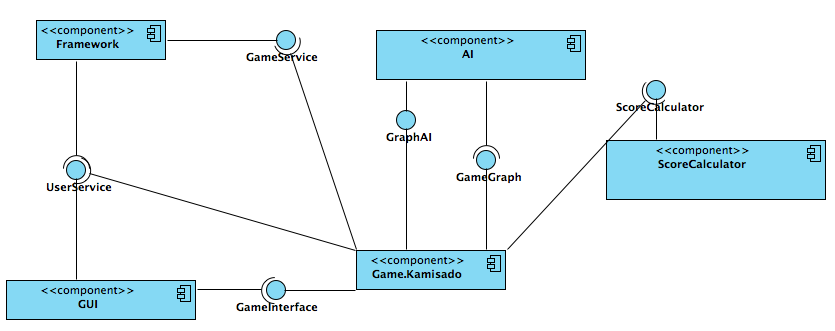 <<component>>
Framework
GameService
<<component>>
AI
ScoreCalculator
GraphAI
<<component>>
ScoreCalculator
UserService
GameGraph
<<component>>
Game.Kamisado
<<component>>
GUI
GameInterface